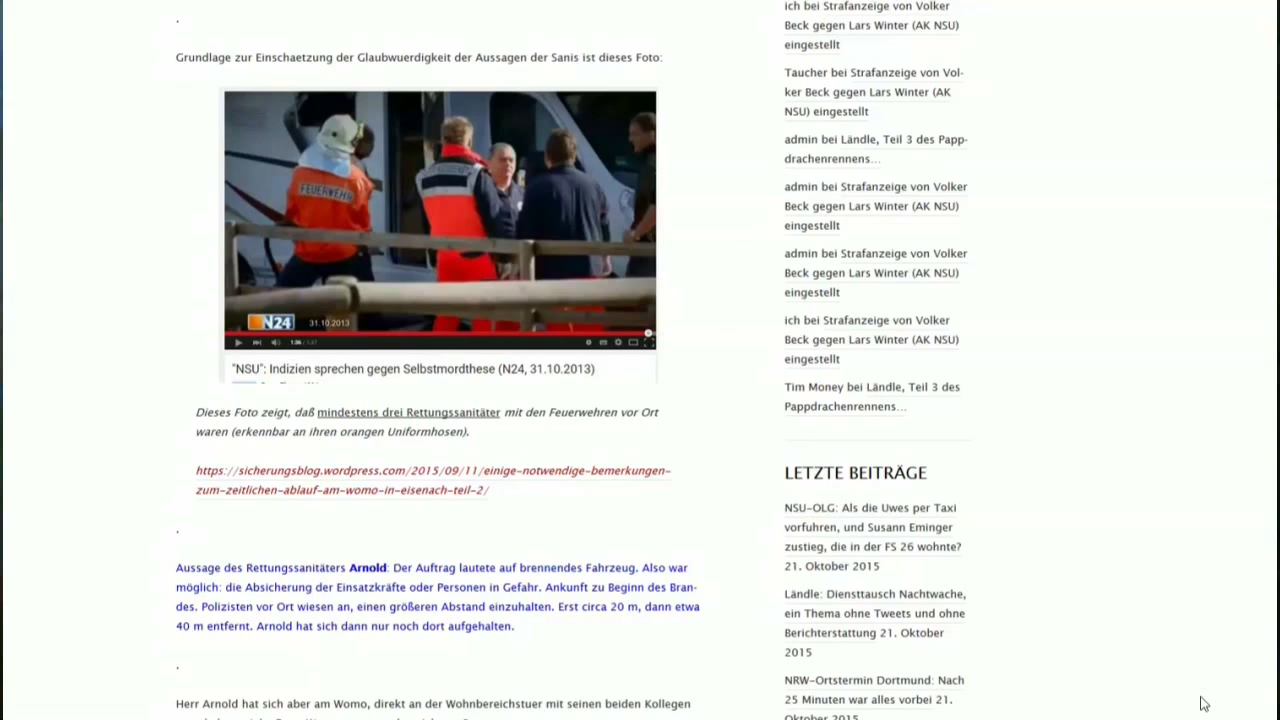 .
Grundlage zur Einschaetzung der Glaubwuerdigkeit der Aussagen der Sanis ist dieses Foto:
FEUERWEHR
N24
31.10.2013
"NSU": Indizien sprechen gegen Selbstmordthese (N24, 31.10.2013)
Dieses Foto zeigt, daß mindestens drei Rettungssanitäter mit den Feuerwehren vor Ort
waren (erkennbar an ihren orangen Uniformhosen).
https://sicherungsblog.wordpress.com/2015/09/11/einige-notwendige-bemerkungen-
zum-zeitlichen-ablauf-am-womo-in-eisenach-teil-2/
.
Aussage des Rettungssanitäters Arnold: Der Auftrag lautete auf brennendes Fahrzeug. Also war
möglich: die Absicherung der Einsatzkräfte oder Personen in Gefahr. Ankunft zu Beginn des Bran-
des. Polizisten vor Ort wiesen an, einen größeren Abstand einzuhalten. Erst circa 20 m, dann etwa
40 m entfernt. Arnold hat sich dann nur noch dort aufgehalten.
.
Herr Arnold hat sich aber am Womo, direkt an der Wohnbereichstuer mit seinen beiden Kollegen
ich bei Strafanzeige von Volker
Beck gegen Lars Winter (AK NSU)
eingestellt
Taucher bei Strafanzeige von Vol-
ker Beck gegen Lars Winter (AK
NSU) eingestellt
admin bei Ländle, Teil 3 des Papp-
drachenrennens…
admin bei Strafanzeige von Volker
Beck gegen Lars Winter (AK NSU)
eingestellt
admin bei Strafanzeige von Volker
Beck gegen Lars Winter (AK NSU)
eingestellt
ich bei Strafanzeige von Volker
Beck gegen Lars Winter (AK NSU)
eingestellt
Tim Money bei Ländle, Teil 3 des
Pappdrachenrennens…
LETZTE BEITRÄGE
NSU-OLG: Als die Uwes per Taxi
vorfuhren, und Susann Eminger
zustieg, die in der FS 26 wohnte?
21. Oktober 2015
Ländle: Diensttausch Nachtwache,
ein Thema ohne Tweets und ohne
Berichterstattung 21. Oktober
2015
NRW-Ortstermin Dortmund: Nach
25 Minuten war alles vorbei 21.
Oktober 2015